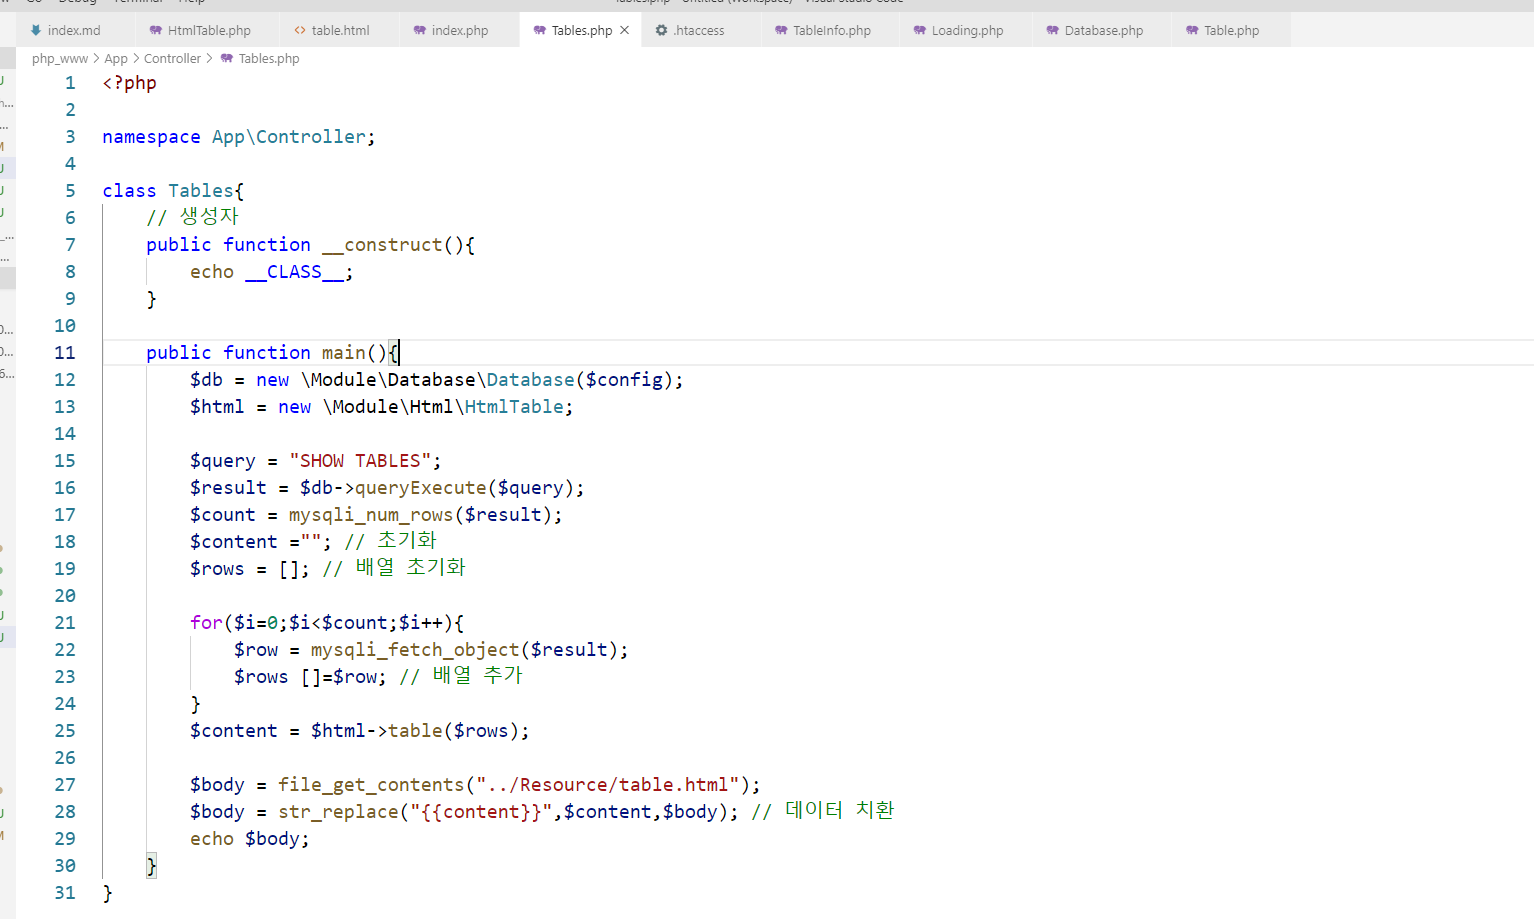 Tables.php - Untitled (Workspace) - Visual Studio Code
index.md HtmlTable.php table.html index.php Tables.php .htaccess TableInfo.php Loading.php Database.php Table.php
php_www > App > Controller > Tables.php
1 <?php
2
3 namespace App\Controller;
4
5 class Tables{
6 // 생성자
7 public function __construct(){
8 echo __CLASS__;
9 }
10
11 public function main(){
12 $db = new \Module\Database\Database($config);
13 $html = new \Module\Html\HtmlTable;
14
15 $query = "SHOW TABLES";
16 $result = $db->queryExecute($query);
17 $count = mysqli_num_rows($result);
18 $content =""; // 초기화
19 $rows = []; // 배열 초기화
20
21 for($i=0;$i<$count;$i++){
22 $row = mysqli_fetch_object($result);
23 $rows []=$row; // 배열 추가
24 }
25 $content = $html->table($rows);
26
27 $body = file_get_contents("../Resource/table.html");
28 $body = str_replace("{{content}}",$content,$body); // 데이터 치환
29 echo $body;
30 }
31 }